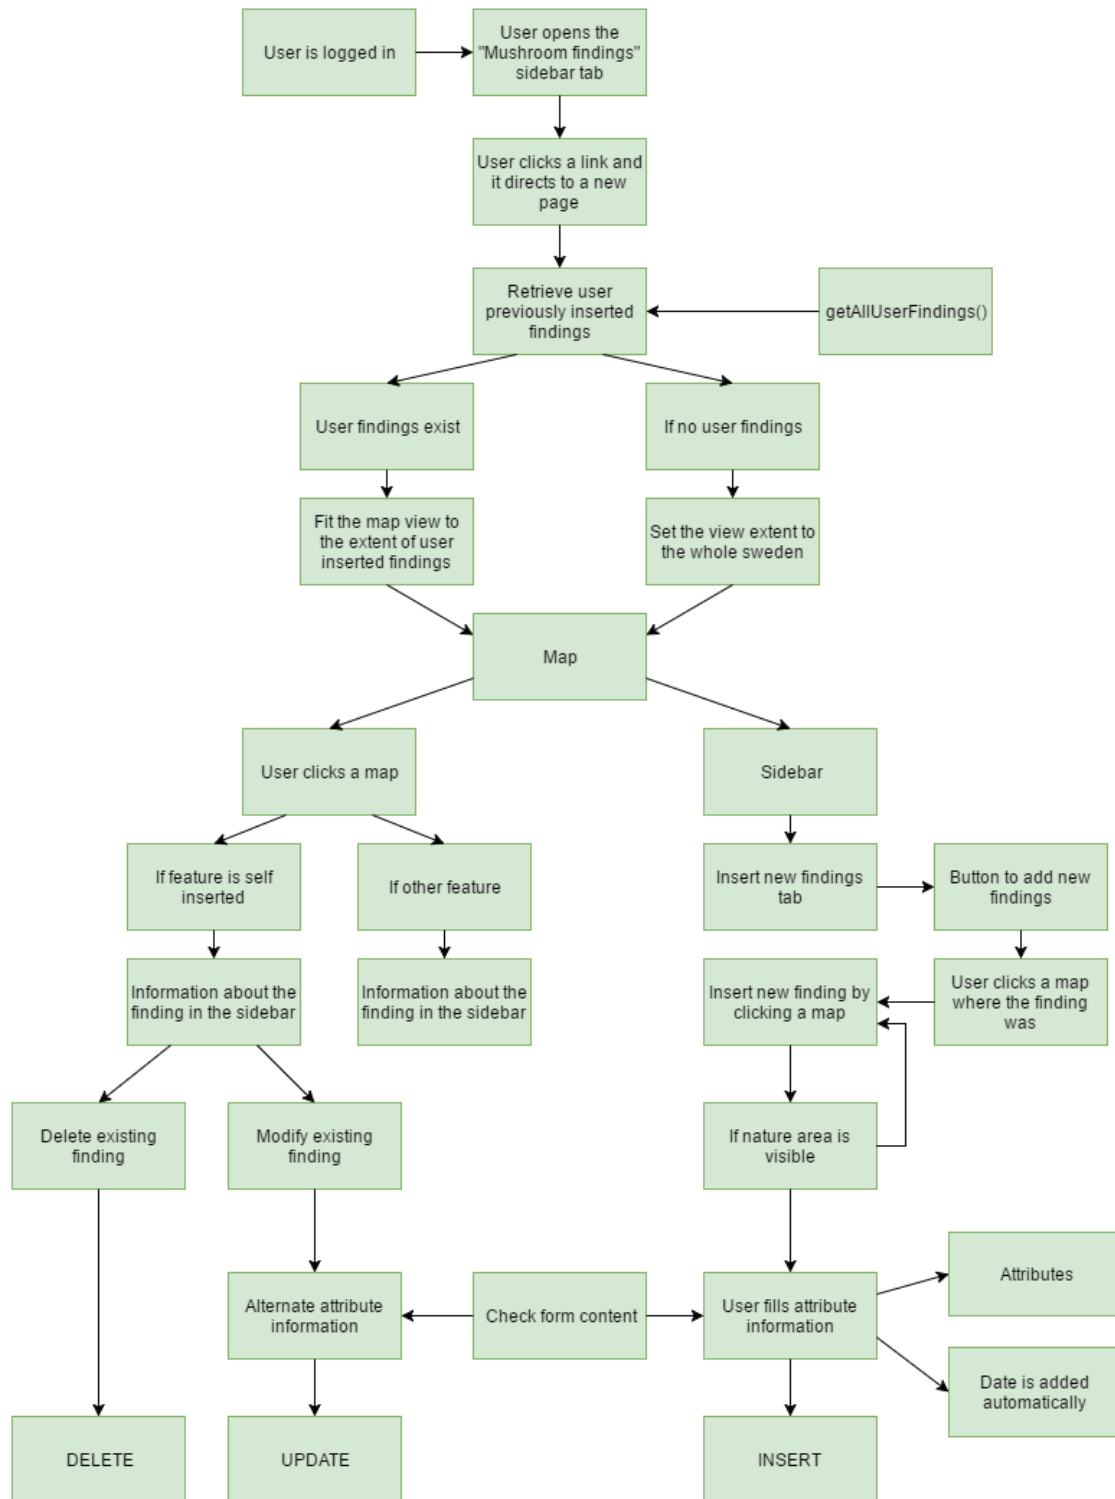 User is logged in
User opens the
"Mushroom findings"
sidebar tab
User clicks a link and
it directs to a new
page
Retrieve user
previously inserted
findings
getAllUserFindings()
User findings exist
If no user findings
Fit the map view to
the extent of user
inserted findings
Set the view extent to
the whole sweden
Map
User clicks a map
Sidebar
If feature is self
inserted
If other feature
Insert new findings
tab
Button to add new
findings
Information about the
finding in the sidebar
Information about the
finding in the sidebar
Insert new finding by
clicking a map
User clicks a map
where the finding
was
Delete existing
finding
Modify existing
finding
If nature area is
visible
Alternate attribute
information
Check form content
User fills attribute
information
Attributes
Date is added
automatically
DELETE
UPDATE
INSERT